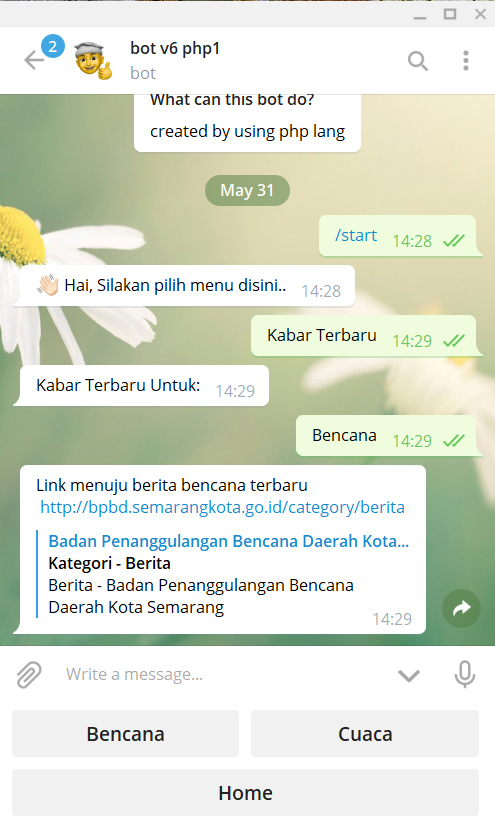 2
bot v6 php1
bot
What can this bot do?
created by using php lang
May 31
/start 14:28
Hai, Silakan pilih menu disini.. 14:28
Kabar Terbaru 14:29
Kabar Terbaru Untuk: 14:29
Bencana 14:29
Link menuju berita bencana terbaru
http://bpbd.semarangkota.go.id/category/berita
Badan Penanggulangan Bencana Daerah Kota...
Kategori - Berita
Berita - Badan Penanggulangan Bencana
Daerah Kota Semarang
14:29
Write a message...
Bencana Cuaca
Home